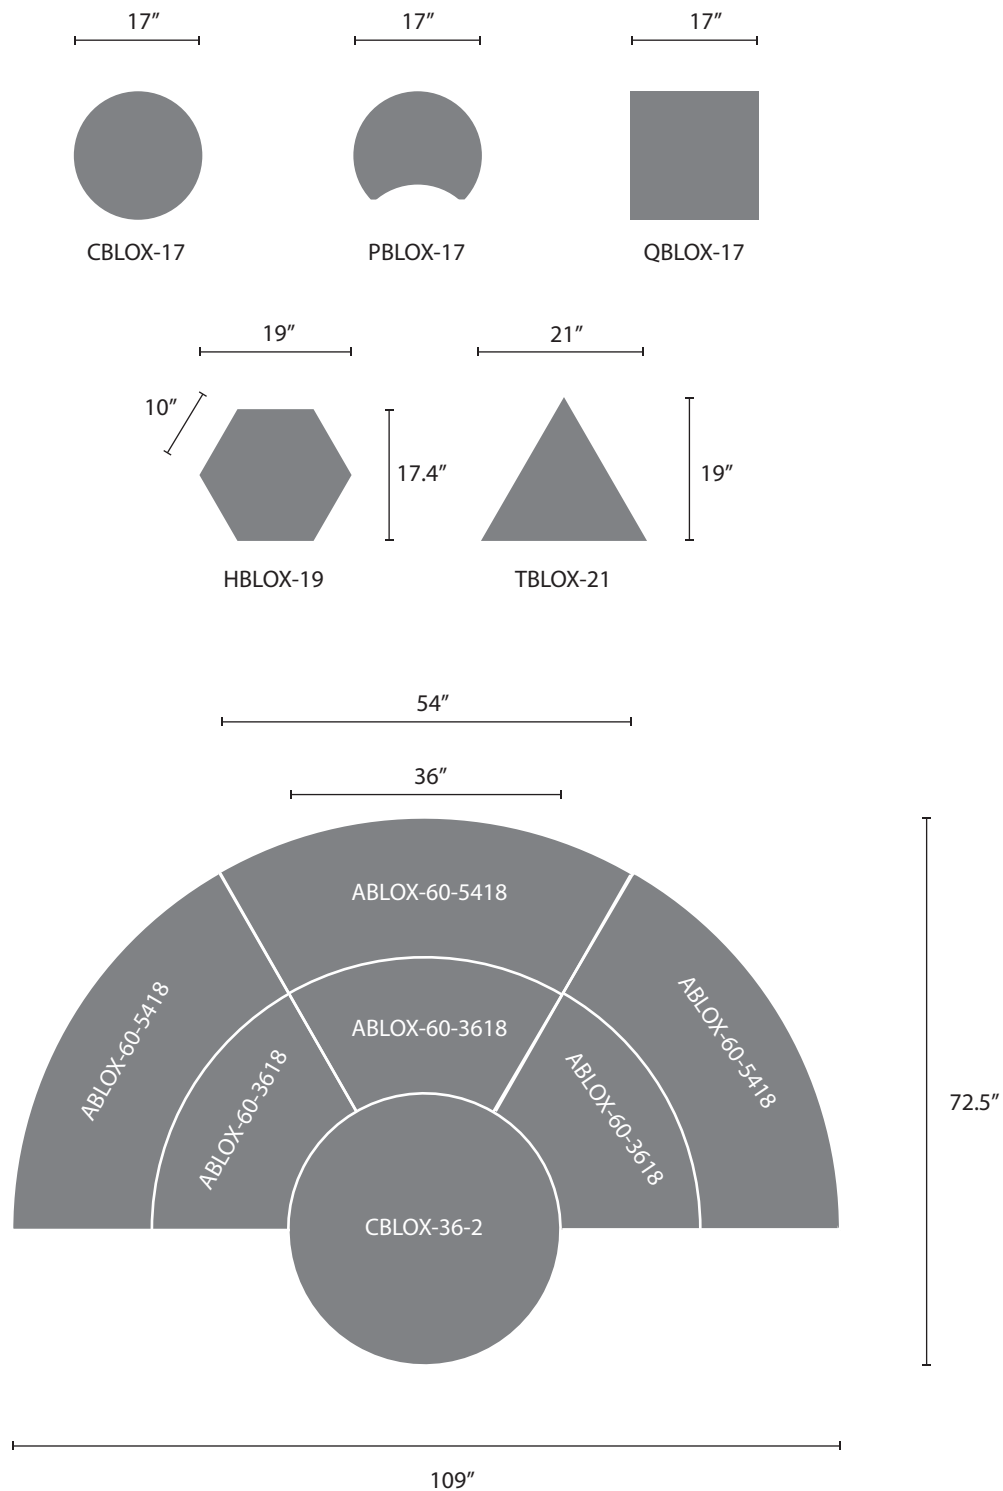 17”
17”
17”
CBLOX-17
PBLOX-17
QBLOX-17
19”
21”
10”
17.4”
19”
HBLOX-19
TBLOX-21
54”
36”
ABLOX-60-5418
ABLOX-60-5418
ABLOX-60-3618
ABLOX-60-5418
ABLOX-60-3618
ABLOX-60-3618
72.5”
CBLOX-36-2
109”